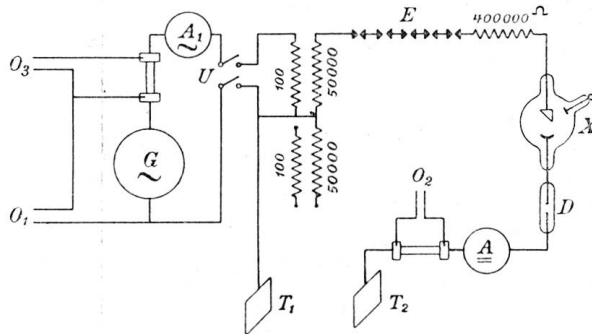 E
400000 Ω
A₁
~
O₃
U
100
50000
X
G
~
100
50000
O₂
D
O₁
A
=
T₁
T₂